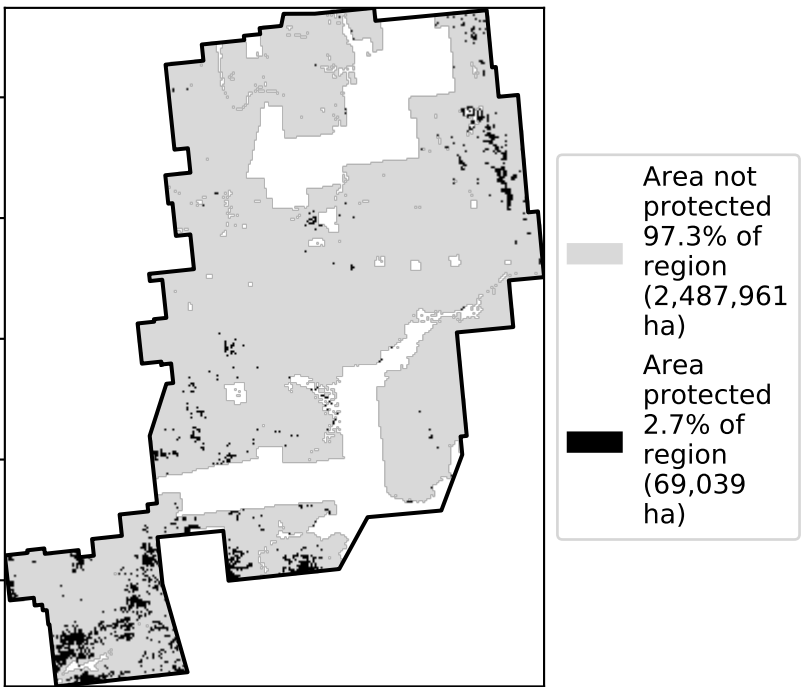 Area not
protected
97.3% of
region
(2,487,961
ha)
Area
protected
2.7% of
region
(69,039
ha)